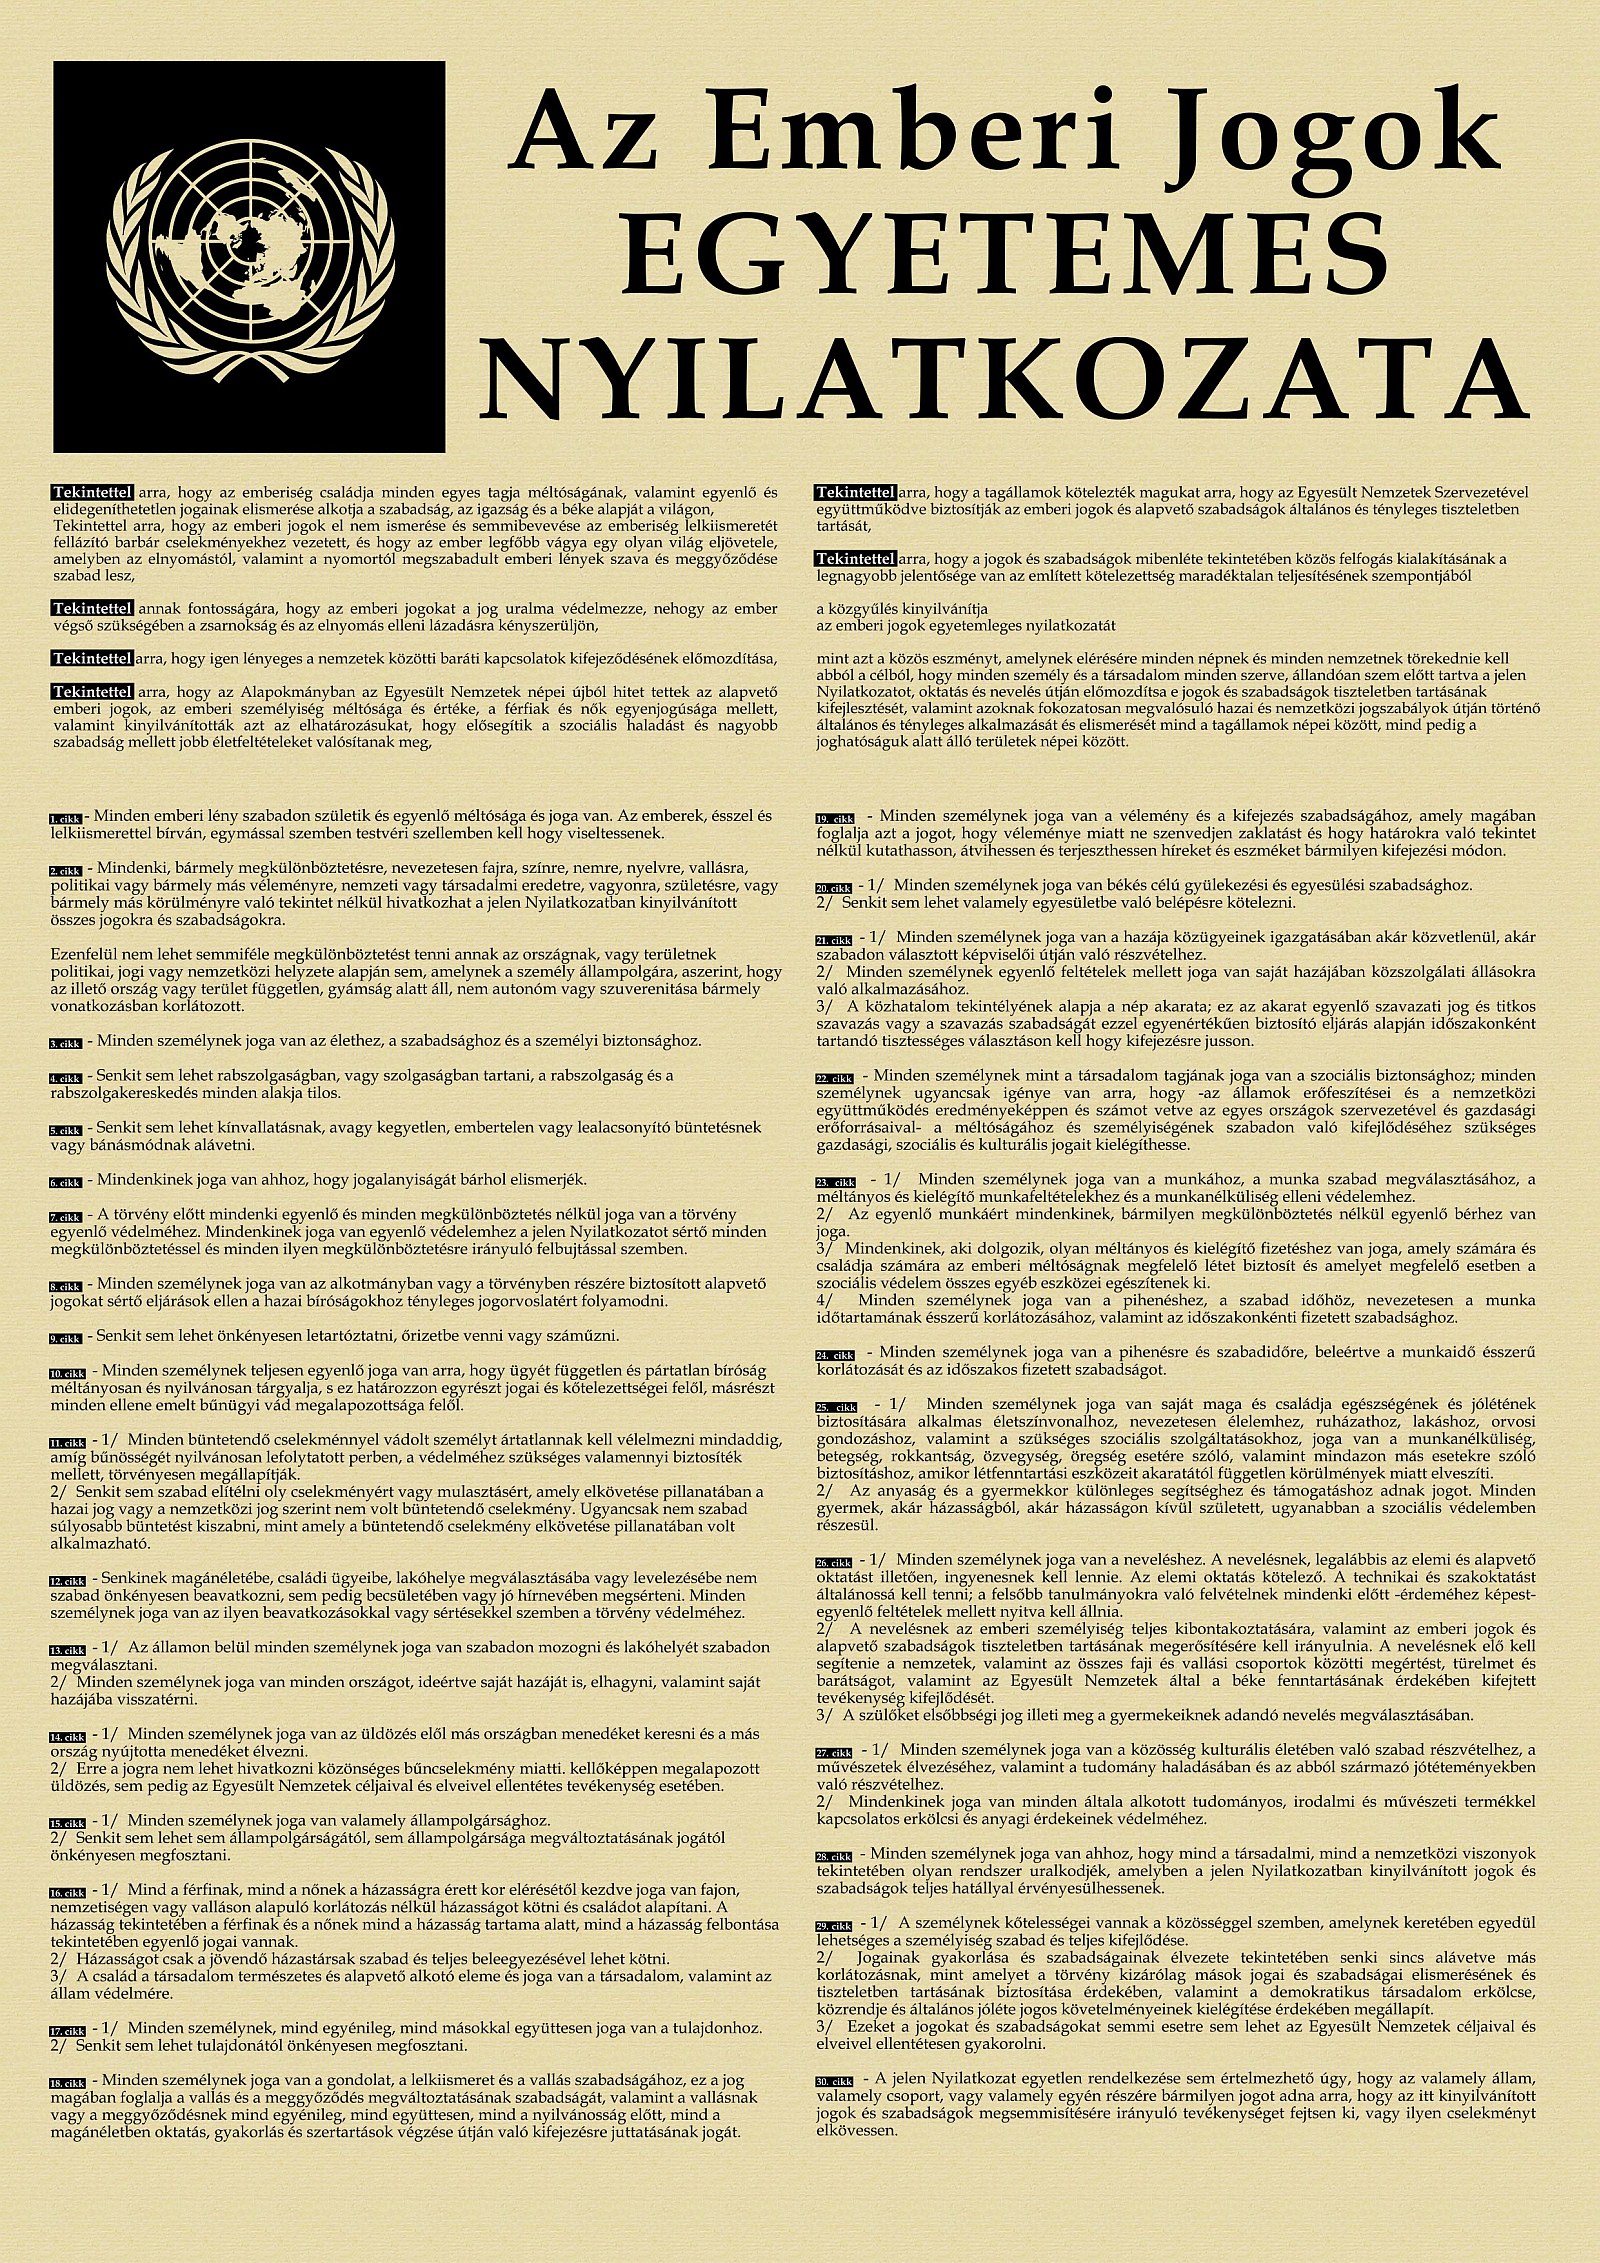 Az Emberi Jogok
EGYETEMES
NYILATKOZATA
Tekintettel arra, hogy az emberiség családja minden egyes tagja méltóságának, valamint egyenlő és
elidegeníthetetlen jogainak elismerése alkotja a szabadság, az igazság és a béke alapját a világon,
Tekintettel arra, hogy az emberi jogok el nem ismerése és semmibevevése az emberiség lelkiismeretét
fellázító barbár cselekményekhez vezetett, és hogy az ember legfőbb vágya egy olyan világ eljövetele,
amelyben az elnyomástól, valamint a nyomortól megszabadult emberi lények szava és meggyőződése
szabad lesz,
Tekintettel annak fontosságára, hogy az emberi jogokat a jog uralma védelmezze, nehogy az ember
végső szükségében a zsarnokság és az elnyomás elleni lázadásra kényszerüljön,
Tekintettel arra, hogy igen lényeges a nemzetek közötti baráti kapcsolatok kifejeződésének előmozdítása,
Tekintettel arra, hogy az Alapokmányban az Egyesült Nemzetek népei újból hitet tettek az alapvető
emberi jogok, az emberi személyiség méltósága és értéke, a férfiak és nők egyenjogúsága mellett,
valamint kinyilvánították azt az elhatározásukat, hogy elősegítik a szociális haladást és nagyobb
szabadság mellett jobb életfeltételeket valósítanak meg,
Tekintettel arra, hogy a tagállamok kötelezték magukat arra, hogy az Egyesült Nemzetek Szervezetével
együttműködve biztosítják az emberi jogok és alapvető szabadságok általános és tényleges tiszteletben
tartását,
Tekintettel arra, hogy a jogok és szabadságok mibenléte tekintetében közös felfogás kialakításának a
legnagyobb jelentősége van az említett kötelezettség maradéktalan teljesítésének szempontjából
a közgyűlés kinyilvánítja
az emberi jogok egyetemleges nyilatkozatát
mint azt a közös eszményt, amelynek elérésére minden népnek és minden nemzetnek törekednie kell
abból a célból, hogy minden személy és a társadalom minden szerve, állandóan szem előtt tartva a jelen
Nyilatkozatot, oktatás és nevelés útján előmozdítsa e jogok és szabadságok tiszteletben tartásának
kifejlesztését, valamint azoknak fokozatosan megvalósuló hazai és nemzetközi jogszabályok útján történő
általános és tényleges alkalmazását és elismerését mind a tagállamok népei között, mind pedig a
joghatóságuk alatt álló területek népei között.
1. cikk - Minden emberi lény szabadon születik és egyenlő méltósága és joga van. Az emberek, ésszel és
lelkiismerettel bírván, egymással szemben testvéri szellemben kell hogy viseltessenek.
2. cikk - Mindenki, bármely megkülönböztetésre, nevezetesen fajra, színre, nemre, nyelvre, vallásra,
politikai vagy bármely más véleményre, nemzeti vagy társadalmi eredetre, vagyonra, születésre, vagy
bármely más körülményre való tekintet nélkül hivatkozhat a jelen Nyilatkozatban kinyilvánított
összes jogokra és szabadságokra.
Ezenfelül nem lehet semmiféle megkülönböztetést tenni annak az országnak, vagy területnek
politikai, jogi vagy nemzetközi helyzete alapján sem, amelynek a személy állampolgára, aszerint, hogy
az illető ország vagy terület független, gyámság alatt áll, nem autonóm vagy szuverenitása bármely
vonatkozásban korlátozott.
3. cikk - Minden személynek joga van az élethez, a szabadsághoz és a személyi biztonsághoz.
4. cikk - Senkit sem lehet rabszolgaságban, vagy szolgaságban tartani, a rabszolgaság és a
rabszolgakereskedés minden alakja tilos.
5. cikk - Senkit sem lehet kínvallatásnak, avagy kegyetlen, embertelen vagy lealacsonyító büntetésnek
vagy bánásmódnak alávetni.
6. cikk - Mindenkinek joga van ahhoz, hogy jogalanyiságát bárhol elismerjék.
7. cikk - A törvény előtt mindenki egyenlő és minden megkülönböztetés nélkül joga van a törvény
egyenlő védelméhez. Mindenkinek joga van egyenlő védelemhez a jelen Nyilatkozatot sértő minden
megkülönböztetéssel és minden ilyen megkülönböztetésre irányuló felbujtással szemben.
8. cikk - Minden személynek joga van az alkotmányban vagy a törvényben részére biztosított alapvető
jogokat sértő eljárások ellen a hazai bíróságokhoz tényleges jogorvoslatért folyamodni.
9. cikk - Senkit sem lehet önkényesen letartóztatni, őrizetbe venni vagy száműzni.
10. cikk - Minden személynek teljesen egyenlő joga van arra, hogy ügyét független és pártatlan bíróság
méltányosan és nyilvánosan tárgyalja, s ez határozzon egyrészt jogai és kőtelezettségei felől, másrészt
minden ellene emelt bűnügyi vád megalapozottsága felől.
11. cikk - 1/ Minden büntetendő cselekménnyel vádolt személyt ártatlannak kell vélelmezni mindaddig,
amíg bűnösségét nyilvánosan lefolytatott perben, a védelméhez szükséges valamennyi biztosíték
mellett, törvényesen megállapítják.
2/ Senkit sem szabad elítélni oly cselekményért vagy mulasztásért, amely elkövetése pillanatában a
hazai jog vagy a nemzetközi jog szerint nem volt büntetendő cselekmény. Ugyancsak nem szabad
súlyosabb büntetést kiszabni, mint amely a büntetendő cselekmény elkövetése pillanatában volt
alkalmazható.
12. cikk - Senkinek magánéletébe, családi ügyeibe, lakóhelye megválasztásába vagy levelezésébe nem
szabad önkényesen beavatkozni, sem pedig becsületében vagy jó hírnevében megsérteni. Minden
személynek joga van az ilyen beavatkozásokkal vagy sértésekkel szemben a törvény védelméhez.
13. cikk - 1/ Az államon belül minden személynek joga van szabadon mozogni és lakóhelyét szabadon
megválasztani.
2/ Minden személynek joga van minden országot, ideértve saját hazáját is, elhagyni, valamint saját
hazájába visszatérni.
14. cikk - 1/ Minden személynek joga van az üldözés elől más országban menedéket keresni és a más
ország nyújtotta menedéket élvezni.
2/ Erre a jogra nem lehet hivatkozni közönséges bűncselekmény miatti. kellőképpen megalapozott
üldözés, sem pedig az Egyesült Nemzetek céljaival és elveivel ellentétes tevékenység esetében.
15. cikk - 1/ Minden személynek joga van valamely állampolgársághoz.
2/ Senkit sem lehet sem állampolgárságától, sem állampolgársága megváltoztatásának jogától
önkényesen megfosztani.
16. cikk - 1/ Mind a férfinak, mind a nőnek a házasságra érett kor elérésétől kezdve joga van fajon,
nemzetiségen vagy valláson alapuló korlátozás nélkül házasságot kötni és családot alapítani. A
házasság tekintetében a férfinak és a nőnek mind a házasság tartama alatt, mind a házasság felbontása
tekintetében egyenlő jogai vannak.
2/ Házasságot csak a jövendő házastársak szabad és teljes beleegyezésével lehet kötni.
3/ A család a társadalom természetes és alapvető alkotó eleme és joga van a társadalom, valamint az
állam védelmére.
17. cikk - 1/ Minden személynek, mind egyénileg, mind másokkal együttesen joga van a tulajdonhoz.
2/ Senkit sem lehet tulajdonától önkényesen megfosztani.
18. cikk - Minden személynek joga van a gondolat, a lelkiismeret és a vallás szabadságához, ez a jog
magában foglalja a vallás és a meggyőződés megváltoztatásának szabadságát, valamint a vallásnak
vagy a meggyőződésnek mind egyénileg, mind együttesen, mind a nyilvánosság előtt, mind a
magánéletben oktatás, gyakorlás és szertartások végzése útján való kifejezésre juttatásának jogát.
19. cikk - Minden személynek joga van a vélemény és a kifejezés szabadságához, amely magában
foglalja azt a jogot, hogy véleménye miatt ne szenvedjen zaklatást és hogy határokra való tekintet
nélkül kutathasson, átvihessen és terjeszthessen híreket és eszméket bármilyen kifejezési módon.
20. cikk - 1/ Minden személynek joga van békés célú gyülekezési és egyesülési szabadsághoz.
2/ Senkit sem lehet valamely egyesületbe való belépésre kötelezni.
21. cikk - 1/ Minden személynek joga van a hazája közügyeinek igazgatásában akár közvetlenül, akár
szabadon választott képviselői útján való részvételhez.
2/ Minden személynek egyenlő feltételek mellett joga van saját hazájában közszolgálati állásokra
való alkalmazásához.
3/ A közhatalom tekintélyének alapja a nép akarata; ez az akarat egyenlő szavazati jog és titkos
szavazás vagy a szavazás szabadságát ezzel egyenértékűen biztosító eljárás alapján időszakonként
tartandó tisztességes választáson kell hogy kifejezésre jusson.
22. cikk - Minden személynek mint a társadalom tagjának joga van a szociális biztonsághoz; minden
személynek ugyancsak igénye van arra, hogy -az államok erőfeszítései és a nemzetközi
együttműködés eredményeképpen és számot vetve az egyes országok szervezetével és gazdasági
erőforrásaival- a méltóságához és személyiségének szabadon való kifejlődéséhez szükséges
gazdasági, szociális és kulturális jogait kielégíthesse.
23. cikk - 1/ Minden személynek joga van a munkához, a munka szabad megválasztásához, a
méltányos és kielégítő munkafeltételekhez és a munkanélküliség elleni védelemhez.
2/ Az egyenlő munkáért mindenkinek, bármilyen megkülönböztetés nélkül egyenlő bérhez van
joga.
3/ Mindenkinek, aki dolgozik, olyan méltányos és kielégítő fizetéshez van joga, amely számára és
családja számára az emberi méltóságnak megfelelő létet biztosít és amelyet megfelelő esetben a
szociális védelem összes egyéb eszközei egészítenek ki.
4/ Minden személynek joga van a pihenéshez, a szabad időhöz, nevezetesen a munka
időtartamának ésszerű korlátozásához, valamint az időszakonkénti fizetett szabadsághoz.
24. cikk - Minden személynek joga van a pihenésre és szabadidőre, beleértve a munkaidő ésszerű
korlátozását és az időszakos fizetett szabadságot.
25. cikk - 1/ Minden személynek joga van saját maga és családja egészségének és jólétének
biztosítására alkalmas életszínvonalhoz, nevezetesen élelemhez, ruházathoz, lakáshoz, orvosi
gondozáshoz, valamint a szükséges szociális szolgáltatásokhoz, joga van a munkanélküliség,
betegség, rokkantság, özvegység, öregség esetére szóló, valamint mindazon más esetekre szóló
biztosításhoz, amikor létfenntartási eszközeit akaratától független körülmények miatt elveszíti.
2/ Az anyaság és a gyermekkor különleges segítséghez és támogatáshoz adnak jogot. Minden
gyermek, akár házasságból, akár házasságon kívül született, ugyanabban a szociális védelemben
részesül.
26. cikk - 1/ Minden személynek joga van a neveléshez. A nevelésnek, legalábbis az elemi és alapvető
oktatást illetően, ingyenesnek kell lennie. Az elemi oktatás kötelező. A technikai és szakoktatást
általánossá kell tenni; a felsőbb tanulmányokra való felvételnek mindenki előtt -érdeméhez képest-
egyenlő feltételek mellett nyitva kell állnia.
2/ A nevelésnek az emberi személyiség teljes kibontakoztatására, valamint az emberi jogok és
alapvető szabadságok tiszteletben tartásának megerősítésére kell irányulnia. A nevelésnek elő kell
segítenie a nemzetek, valamint az összes faji és vallási csoportok közötti megértést, türelmet és
barátságot, valamint az Egyesült Nemzetek által a béke fenntartásának érdekében kifejtett
tevékenység kifejlődését.
3/ A szülőket elsőbbségi jog illeti meg a gyermekeiknek adandó nevelés megválasztásában.
27. cikk - 1/ Minden személynek joga van a közösség kulturális életében való szabad részvételhez, a
művészetek élvezéséhez, valamint a tudomány haladásában és az abból származó jótéteményekben
való részvételhez.
2/ Mindenkinek joga van minden általa alkotott tudományos, irodalmi és művészeti termékkel
kapcsolatos erkölcsi és anyagi érdekeinek védelméhez.
28. cikk - Minden személynek joga van ahhoz, hogy mind a társadalmi, mind a nemzetközi viszonyok
tekintetében olyan rendszer uralkodjék, amelyben a jelen Nyilatkozatban kinyilvánított jogok és
szabadságok teljes hatállyal érvényesülhessenek.
29. cikk - 1/ A személynek kőtelességei vannak a közösséggel szemben, amelynek keretében egyedül
lehetséges a személyiség szabad és teljes kifejlődése.
2/ Jogainak gyakorlása és szabadságainak élvezete tekintetében senki sincs alávetve más
korlátozásnak, mint amelyet a törvény kizárólag mások jogai és szabadságai elismerésének és
tiszteletben tartásának biztosítása érdekében, valamint a demokratikus társadalom erkölcse,
közrendje és általános jóléte jogos követelményeinek kielégítése érdekében megállapít.
3/ Ezeket a jogokat és szabadságokat semmi esetre sem lehet az Egyesült Nemzetek céljaival és
elveivel ellentétesen gyakorolni.
30. cikk - A jelen Nyilatkozat egyetlen rendelkezése sem értelmezhető úgy, hogy az valamely állam,
valamely csoport, vagy valamely egyén részére bármilyen jogot adna arra, hogy az itt kinyilvánított
jogok és szabadságok megsemmisítésére irányuló tevékenységet fejtsen ki, vagy ilyen cselekményt
elkövessen.